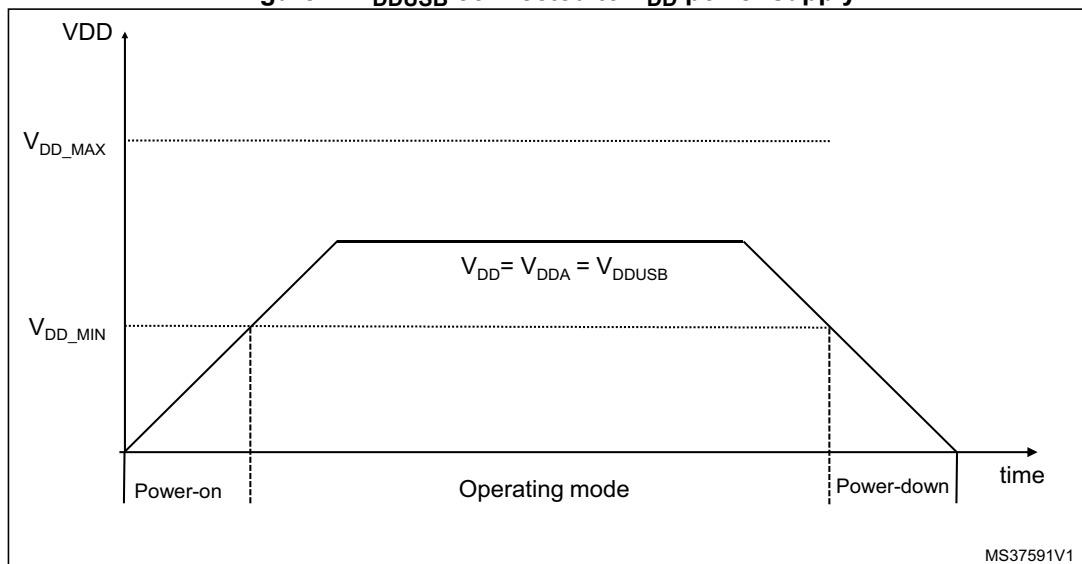 VDD
V_DD_MAX
V_DD= V_DDA = V_DDUSB
V_DD_MIN
time
Power-on
Operating mode
Power-down
MS37591V1